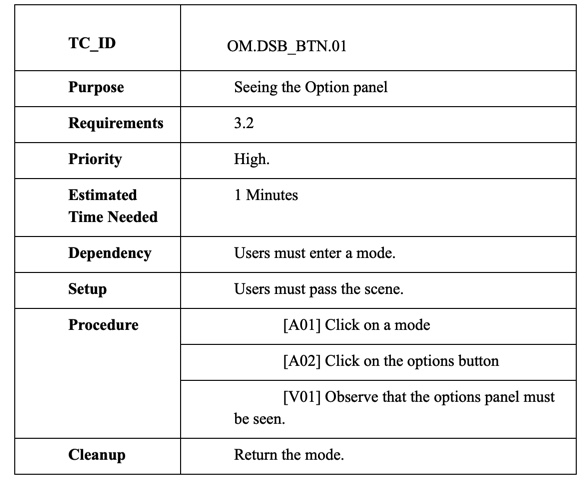 TC_ID OM.DSB_BTN.01
Purpose Seeing the Option panel
Requirements 3.2
Priority High.
Estimated 1 Minutes
Time Needed
Dependency Users must enter a mode.
Setup Users must pass the scene.
Procedure [A01] Click on a mode
[A02] Click on the options button
[V01] Observe that the options panel must
be seen.
Cleanup Return the mode.